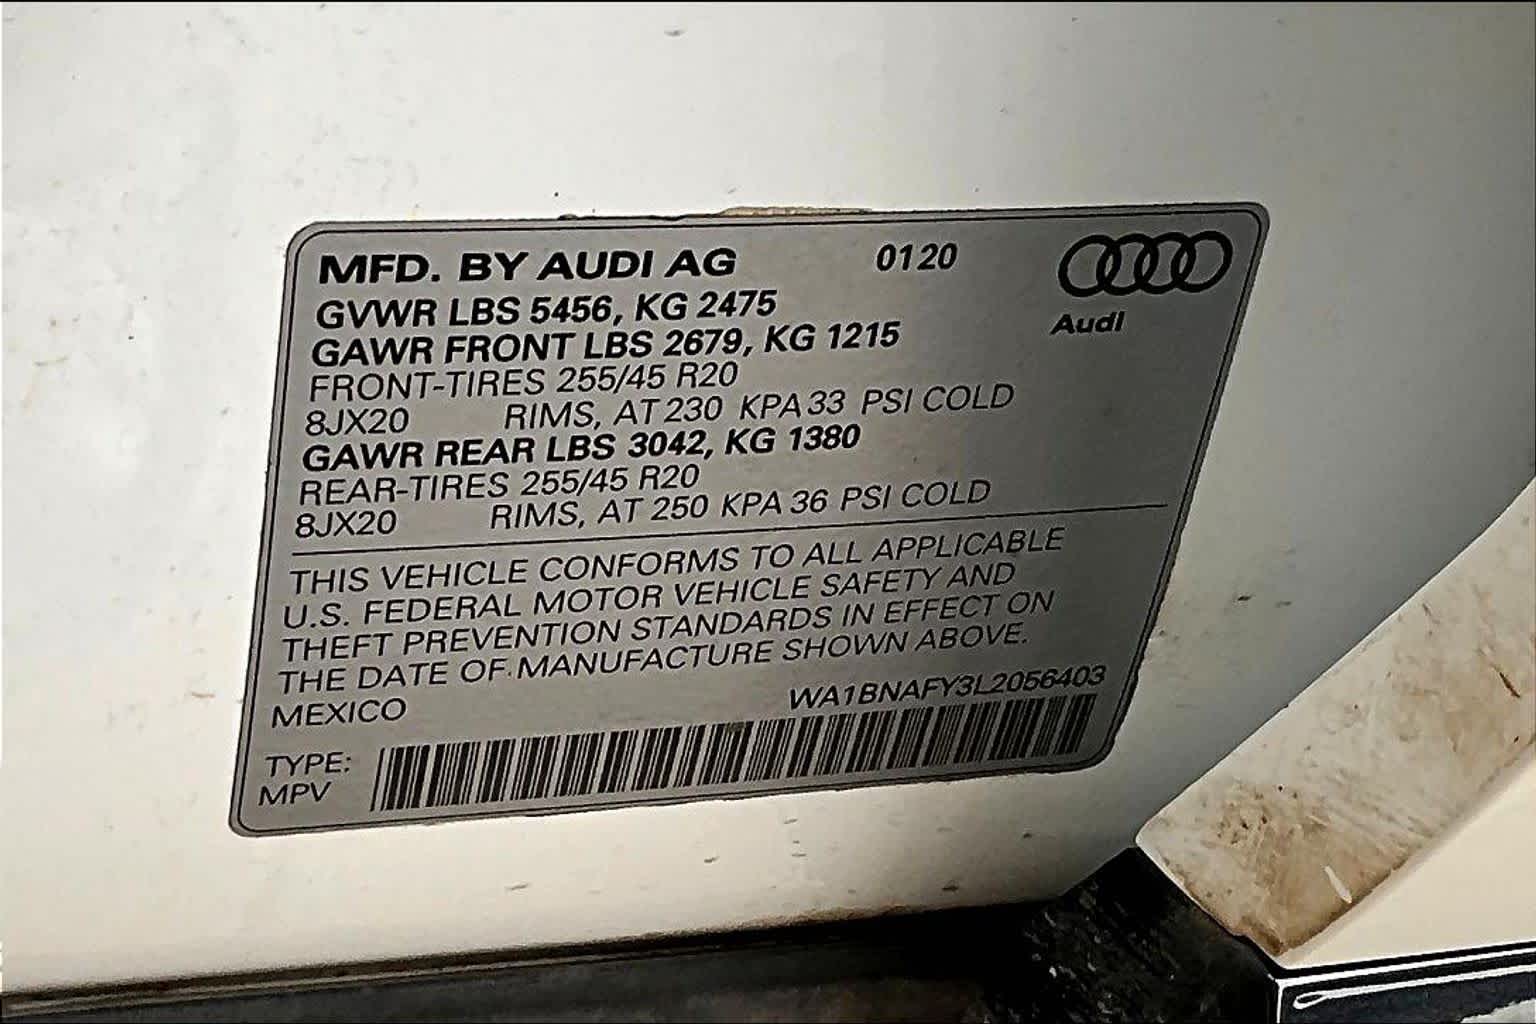 MFD. BY AUDI AG 0120
GVWR LBS 5456, KG 2475
GAWR FRONT LBS 2679, KG 1215
Audi
FRONT-TIRES 255/45 R20
8JX20 RIMS, AT 230 KPA 33 PSI COLD
GAWR REAR LBS 3042, KG 1380
REAR-TIRES 255/45 R20
8JX20 RIMS, AT 250 KPA 36 PSI COLD
THIS VEHICLE CONFORMS TO ALL APPLICABLE
U.S. FEDERAL MOTOR VEHICLE SAFETY AND
THEFT PREVENTION STANDARDS IN EFFECT ON
THE DATE OF MANUFACTURE SHOWN ABOVE.
MEXICO WA1BNAFY3L2056403
TYPE:
MPV